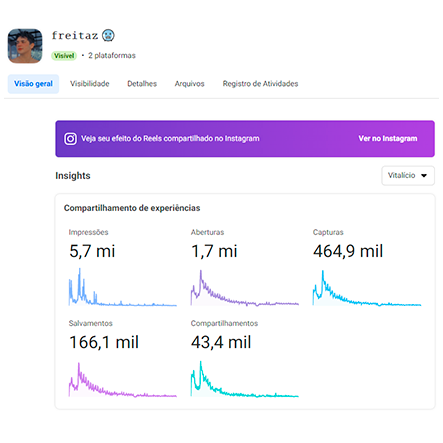 freitaz 🥶
Visível • 2 plataformas
Visão geral Visibilidade Detalhes Arquivos Registro de Atividades
Veja seu efeito do Reels compartilhado no Instagram Ver no Instagram
Insights Vitalício
Compartilhamento de experiências
Impressões Aberturas Capturas
5,7 mi 1,7 mi 464,9 mil
Salvamentos Compartilhamentos
166,1 mil 43,4 mil